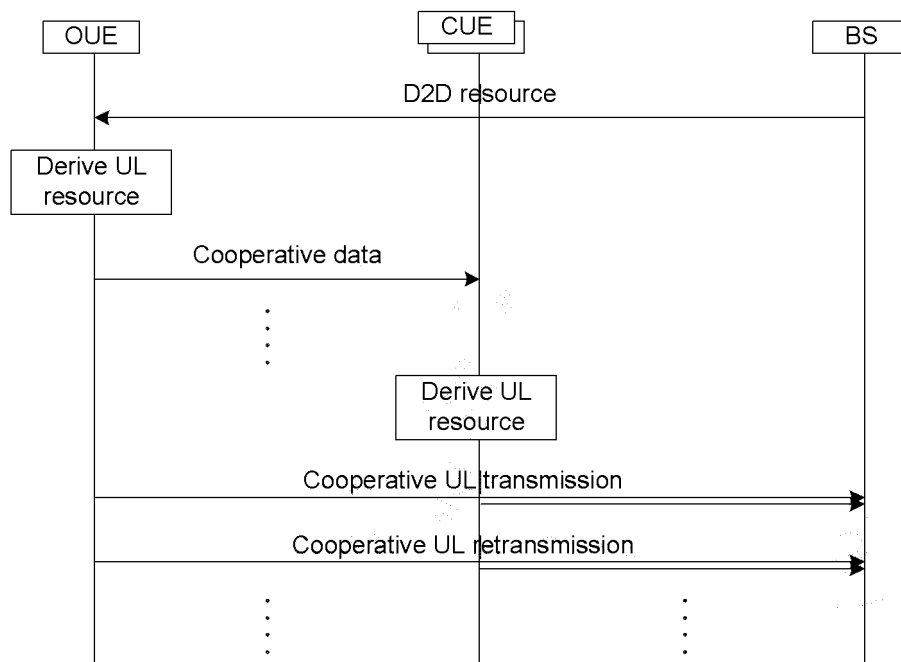 OUE
CUE
BS
D2D resource
Derive UL
resource
Cooperative data
Derive UL
resource
Cooperative UL transmission
Cooperative UL retransmission